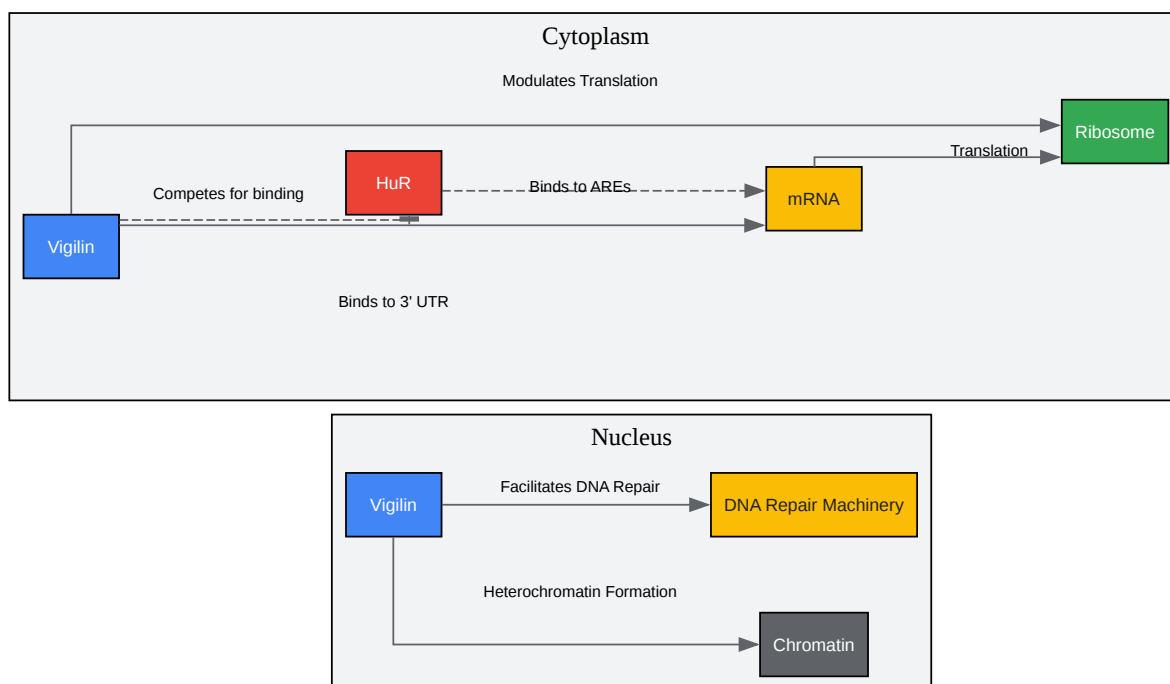 Cytoplasm
Modulates Translation
Ribosome
Translation
HuR
Binds to AREs
mRNA
Competes for binding
Vigilin
Binds to 3' UTR
Nucleus
Vigilin
Facilitates DNA Repair
DNA Repair Machinery
Heterochromatin Formation
Chromatin